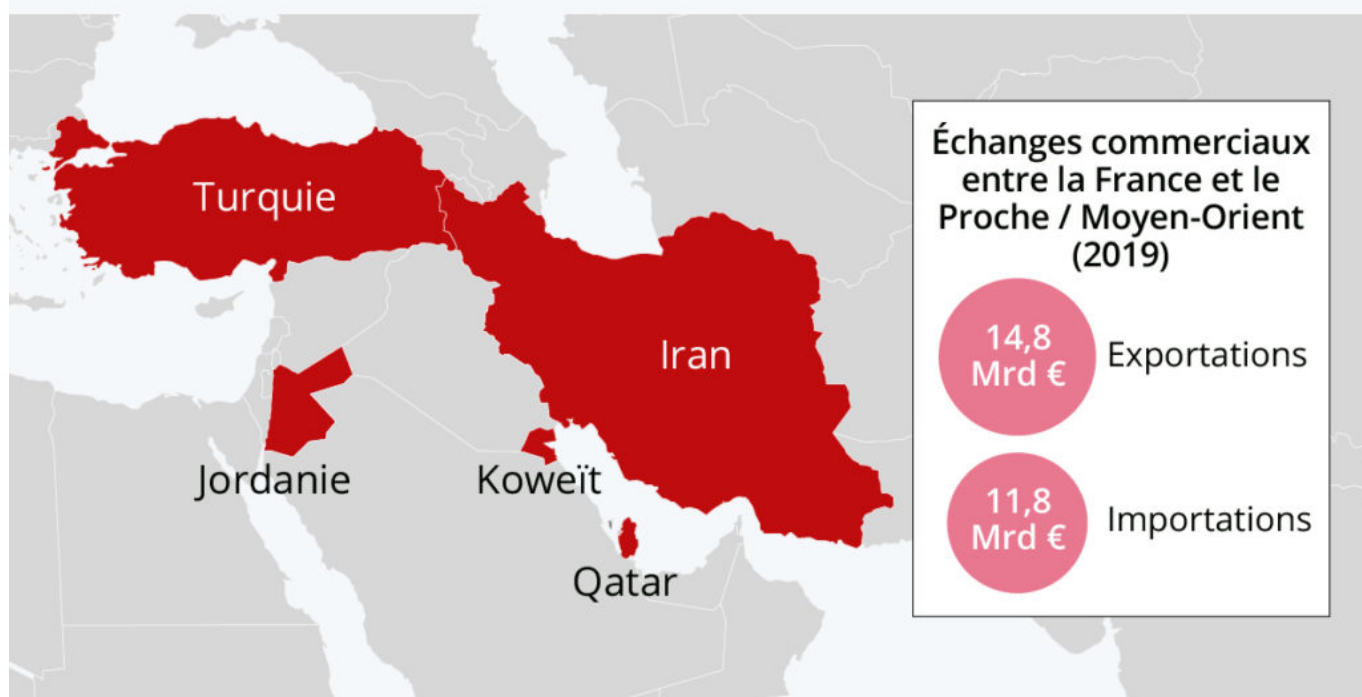 Turquie
Iran
Jordanie
Koweït
Qatar
Échanges commerciaux
entre la France et le
Proche / Moyen-Orient
(2019)
14,8
Mrd €
Exportations
11,8
Mrd €
Importations